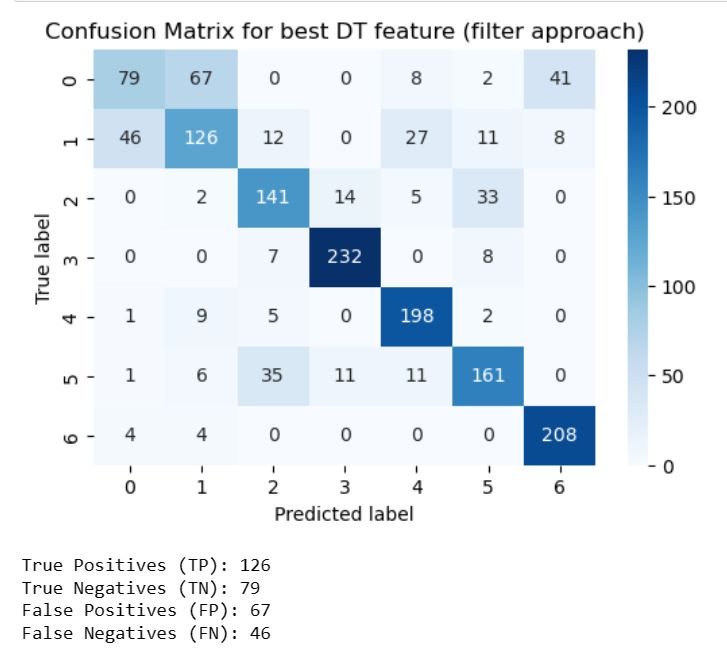 Confusion Matrix for best DT feature (filter approach)
0 79 67 0 0 8 2 41
1 46 126 12 0 27 11 8
2 0 2 141 14 5 33 0
3 0 0 7 232 0 8 0
4 1 9 5 0 198 2 0
5 1 6 35 11 11 161 0
6 4 4 0 0 0 0 208
0 1 2 3 4 5 6
True label
Predicted label
200
150
100
50
0
True Positives (TP): 126
True Negatives (TN): 79
False Positives (FP): 67
False Negatives (FN): 46